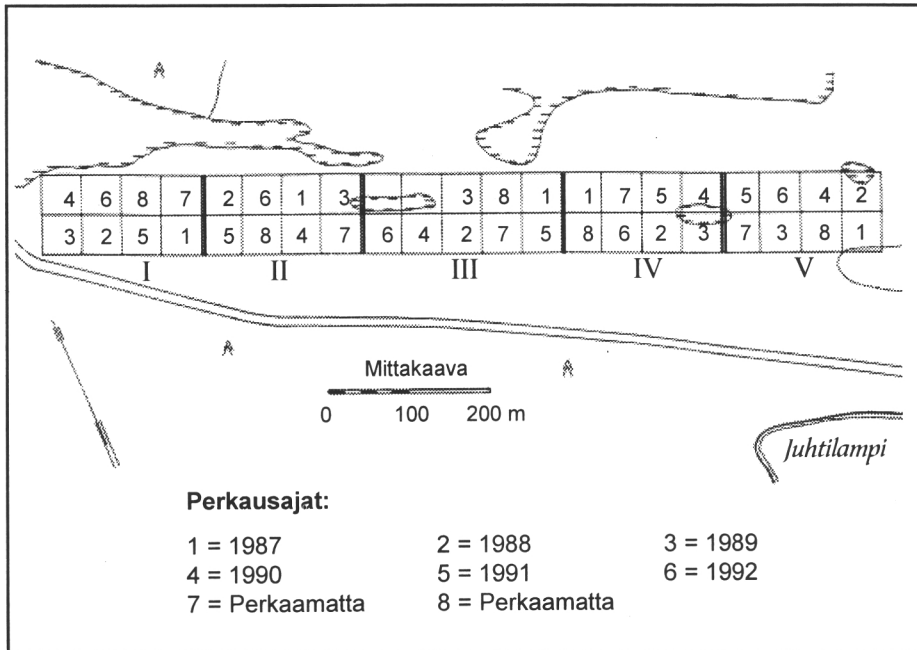 4 6 8 7 2 6 1 3 3 8 1 1 7 5 4 5 6 4 2
3 2 5 1 5 8 4 7 6 4 2 7 5 8 6 2 3 7 3 8 1
I II III IV V
Mittakaava
0 100 200 m
Juhtilampi
Perkausajat:
1 = 1987 2 = 1988 3 = 1989
4 = 1990 5 = 1991 6 = 1992
7 = Perkaamatta 8 = Perkaamatta